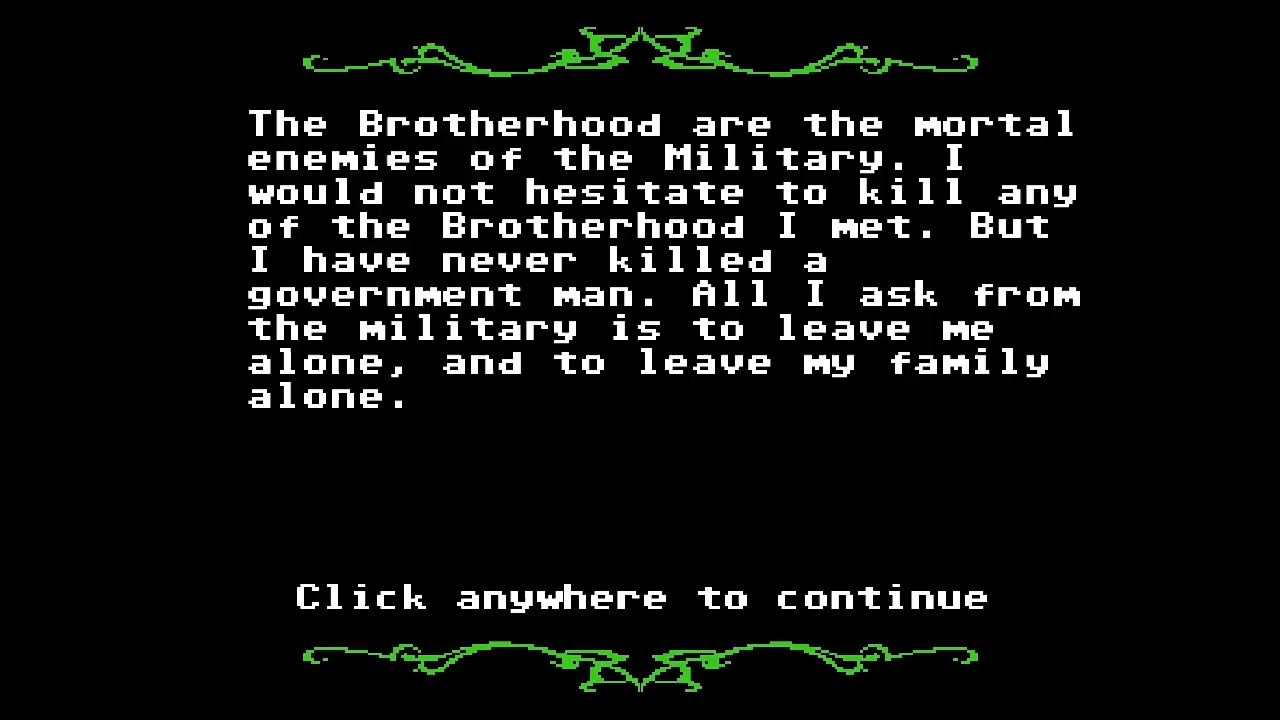 The Brotherhood are the mortal
enemies of the Military. I
would not hesitate to kill any
of the Brotherhood I met. But
I have never killed a
government man. All I ask from
the military is to leave me
alone, and to leave my family
alone.
Click anywhere to continue